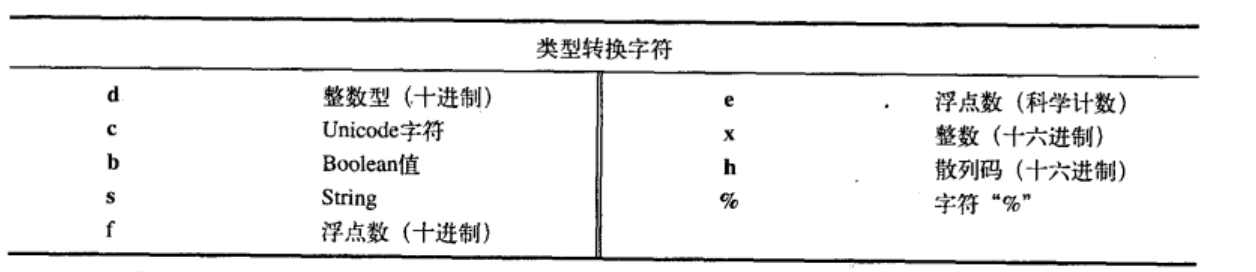 类型转换字符
d 整数型（十进制） e 浮点数（科学计数）
c Unicode字符 x 整数（十六进制）
b Boolean值 h 散列码（十六进制）
s String % 字符“%”
f 浮点数（十进制）